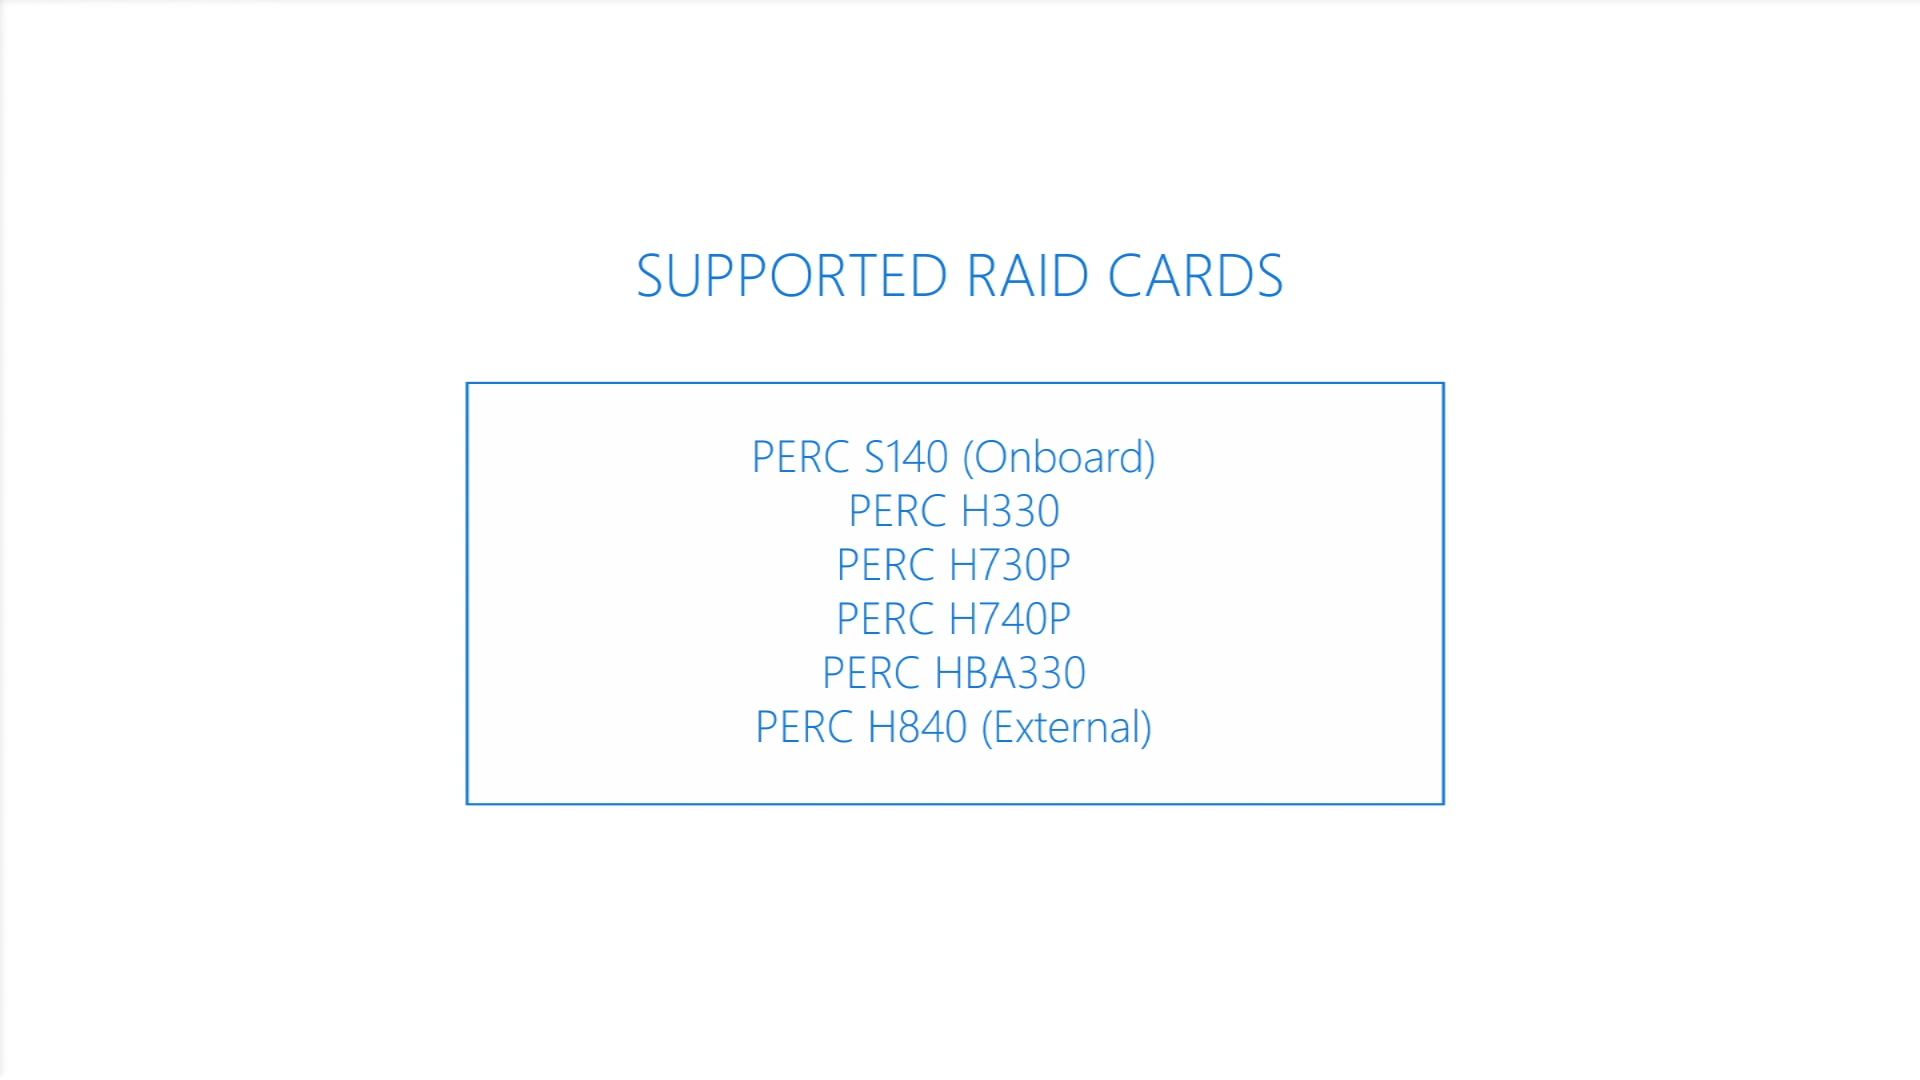 SUPPORTED RAID CARDS
PERC S140 (Onboard)
PERC H330
PERC H730P
PERC H740P
PERC HBA330
PERC H840 (External)